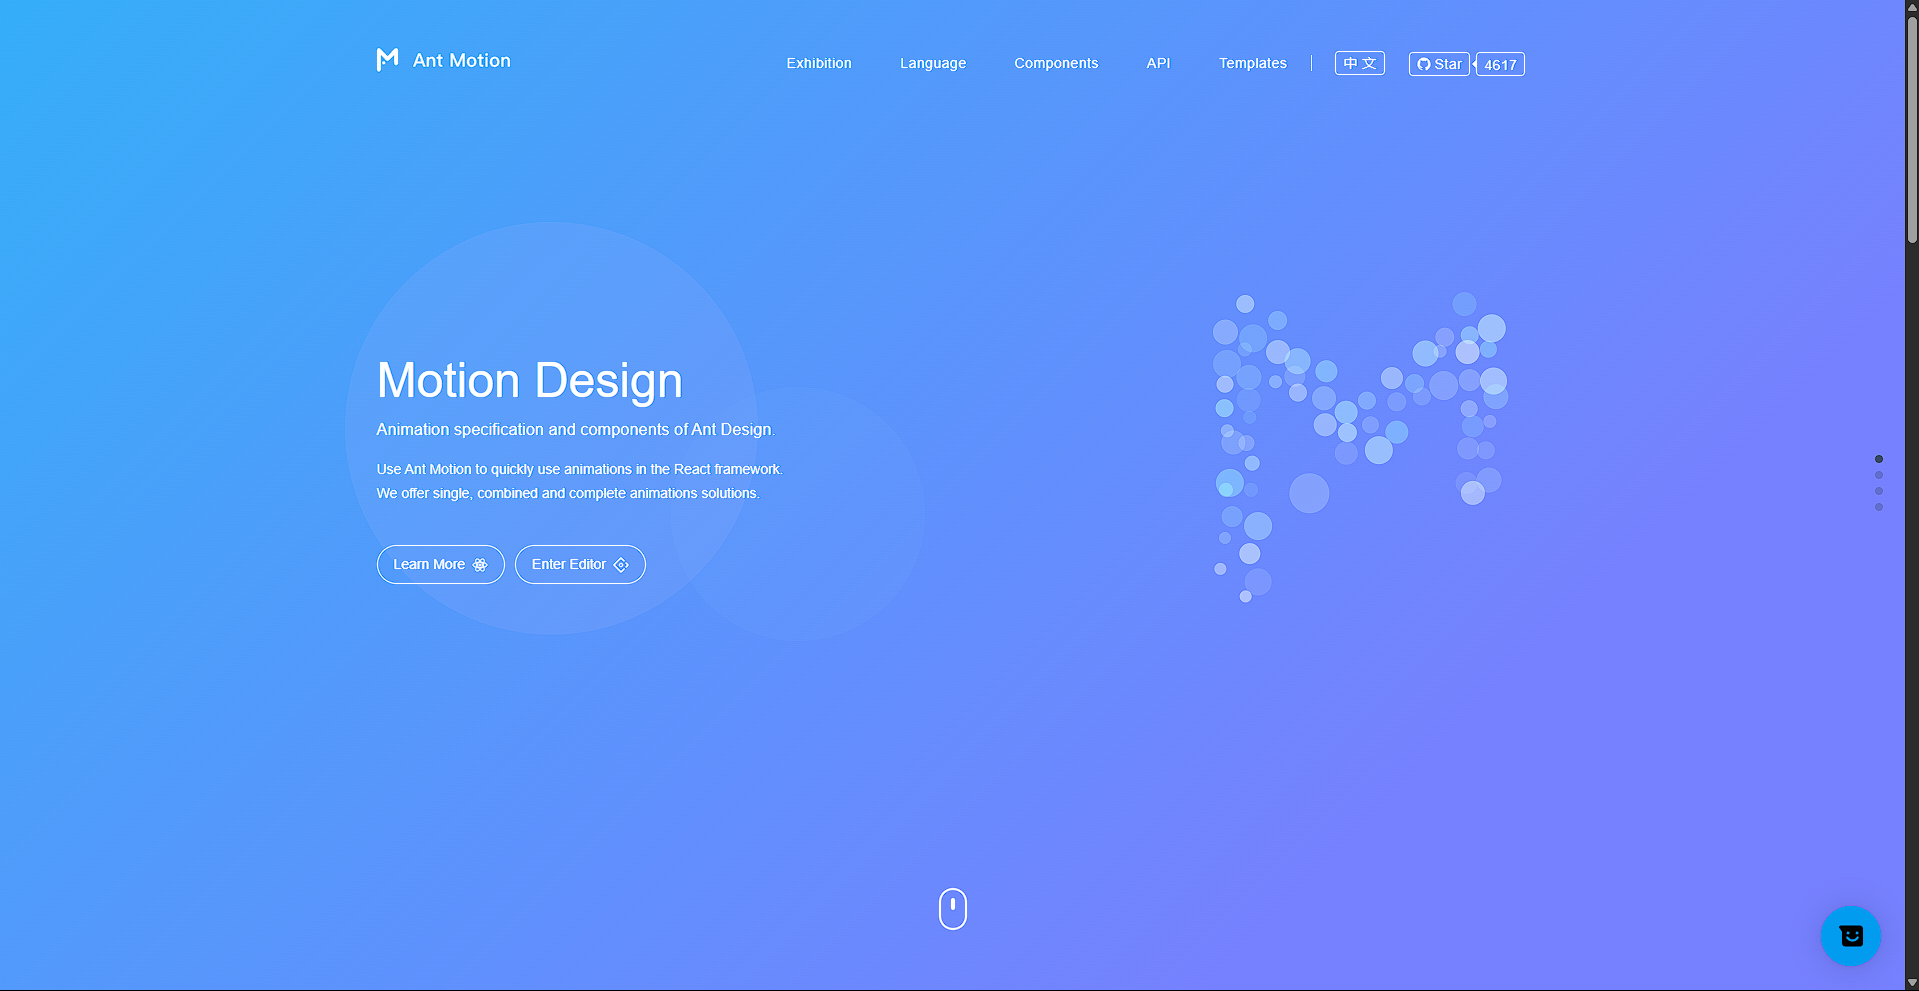 Ant Motion
Exhibition Language Components API Templates 中 文 Star 4617
Motion Design
Animation specification and components of Ant Design.
Use Ant Motion to quickly use animations in the React framework.
We offer single, combined and complete animations solutions.
Learn More Enter Editor